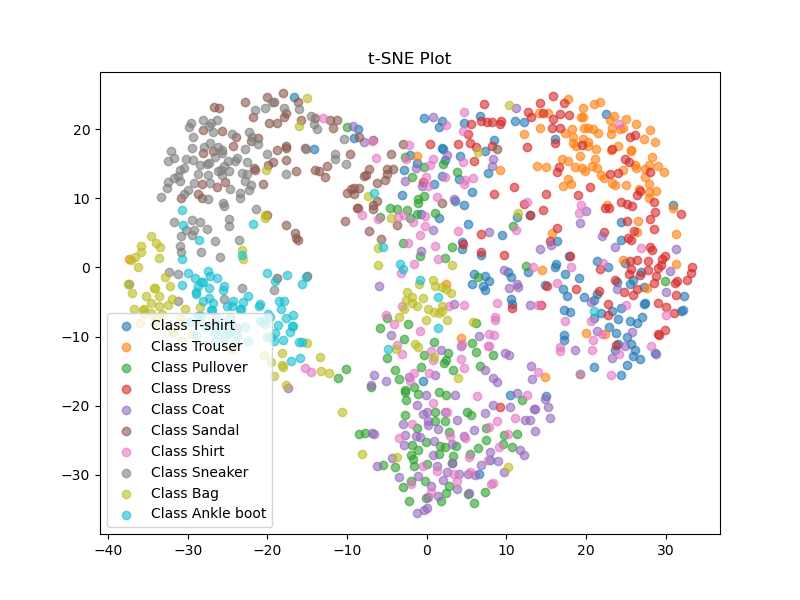 t-SNE Plot
20
10
0
−10
−20
−30
Class T-shirt
Class Trouser
Class Pullover
Class Dress
Class Coat
Class Sandal
Class Shirt
Class Sneaker
Class Bag
Class Ankle boot
−40 −30 −20 −10 0 10 20 30